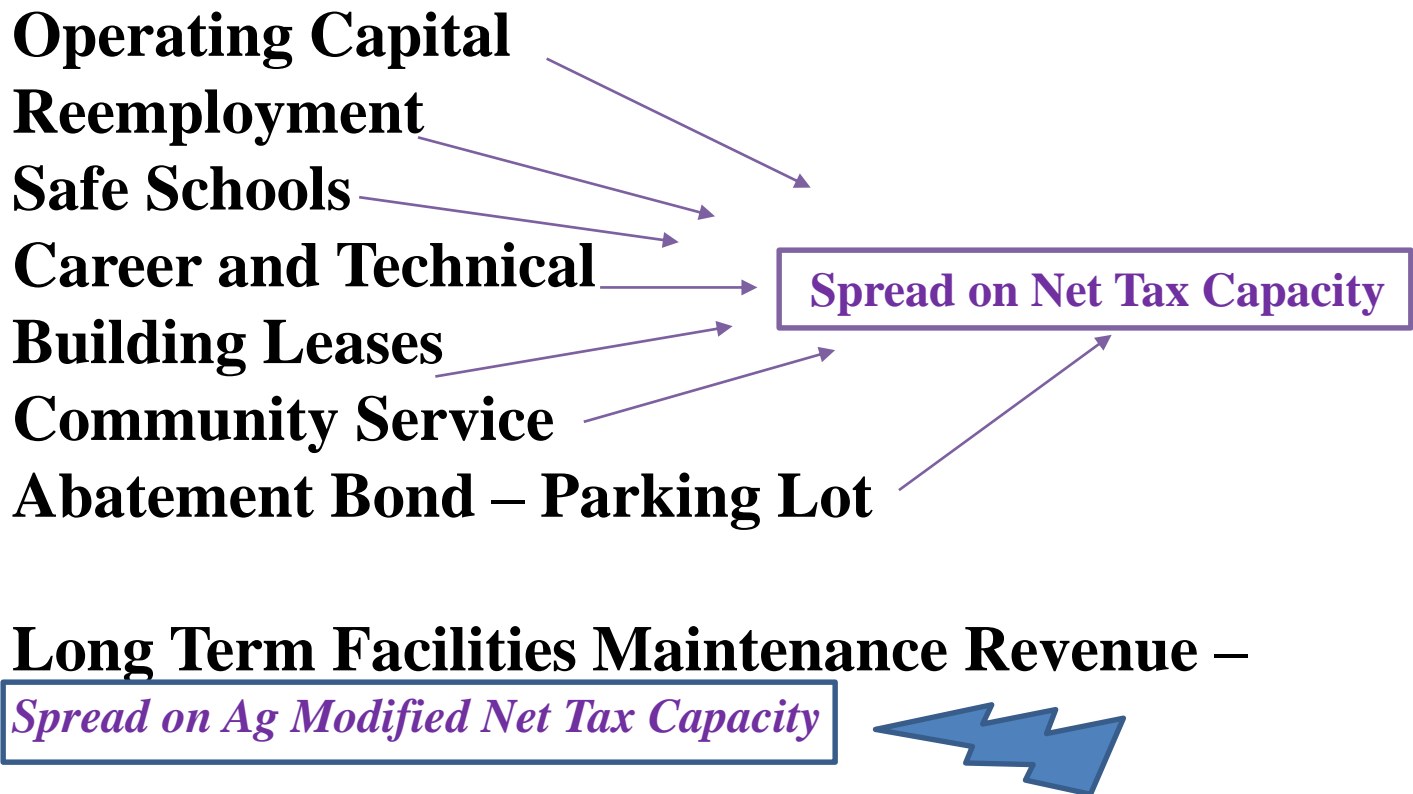 Operating Capital
Reemployment
Safe Schools
Career and Technical
Spread on Net Tax Capacity
Building Leases
Community Service
Abatement Bond – Parking Lot
Long Term Facilities Maintenance Revenue –
Spread on Ag Modified Net Tax Capacity